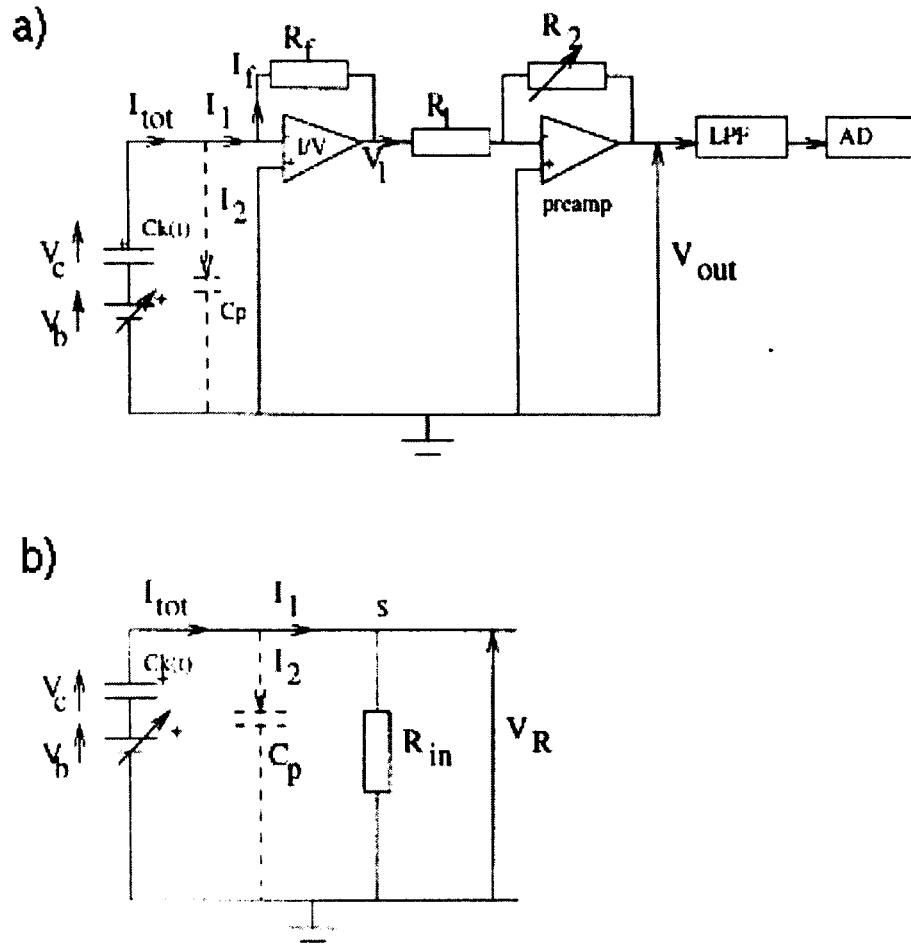 a)
R_f
R_2
I_f
I_tot
I_1
R_1
I/V
V_1
LPF
AD
I_2
preamp
V_c
Ck(t)
V_b
C_p
V_out
b)
I_tot
I_1
s
V_c
Ck(t)
I_2
V_b
C_p
R_in
V_R